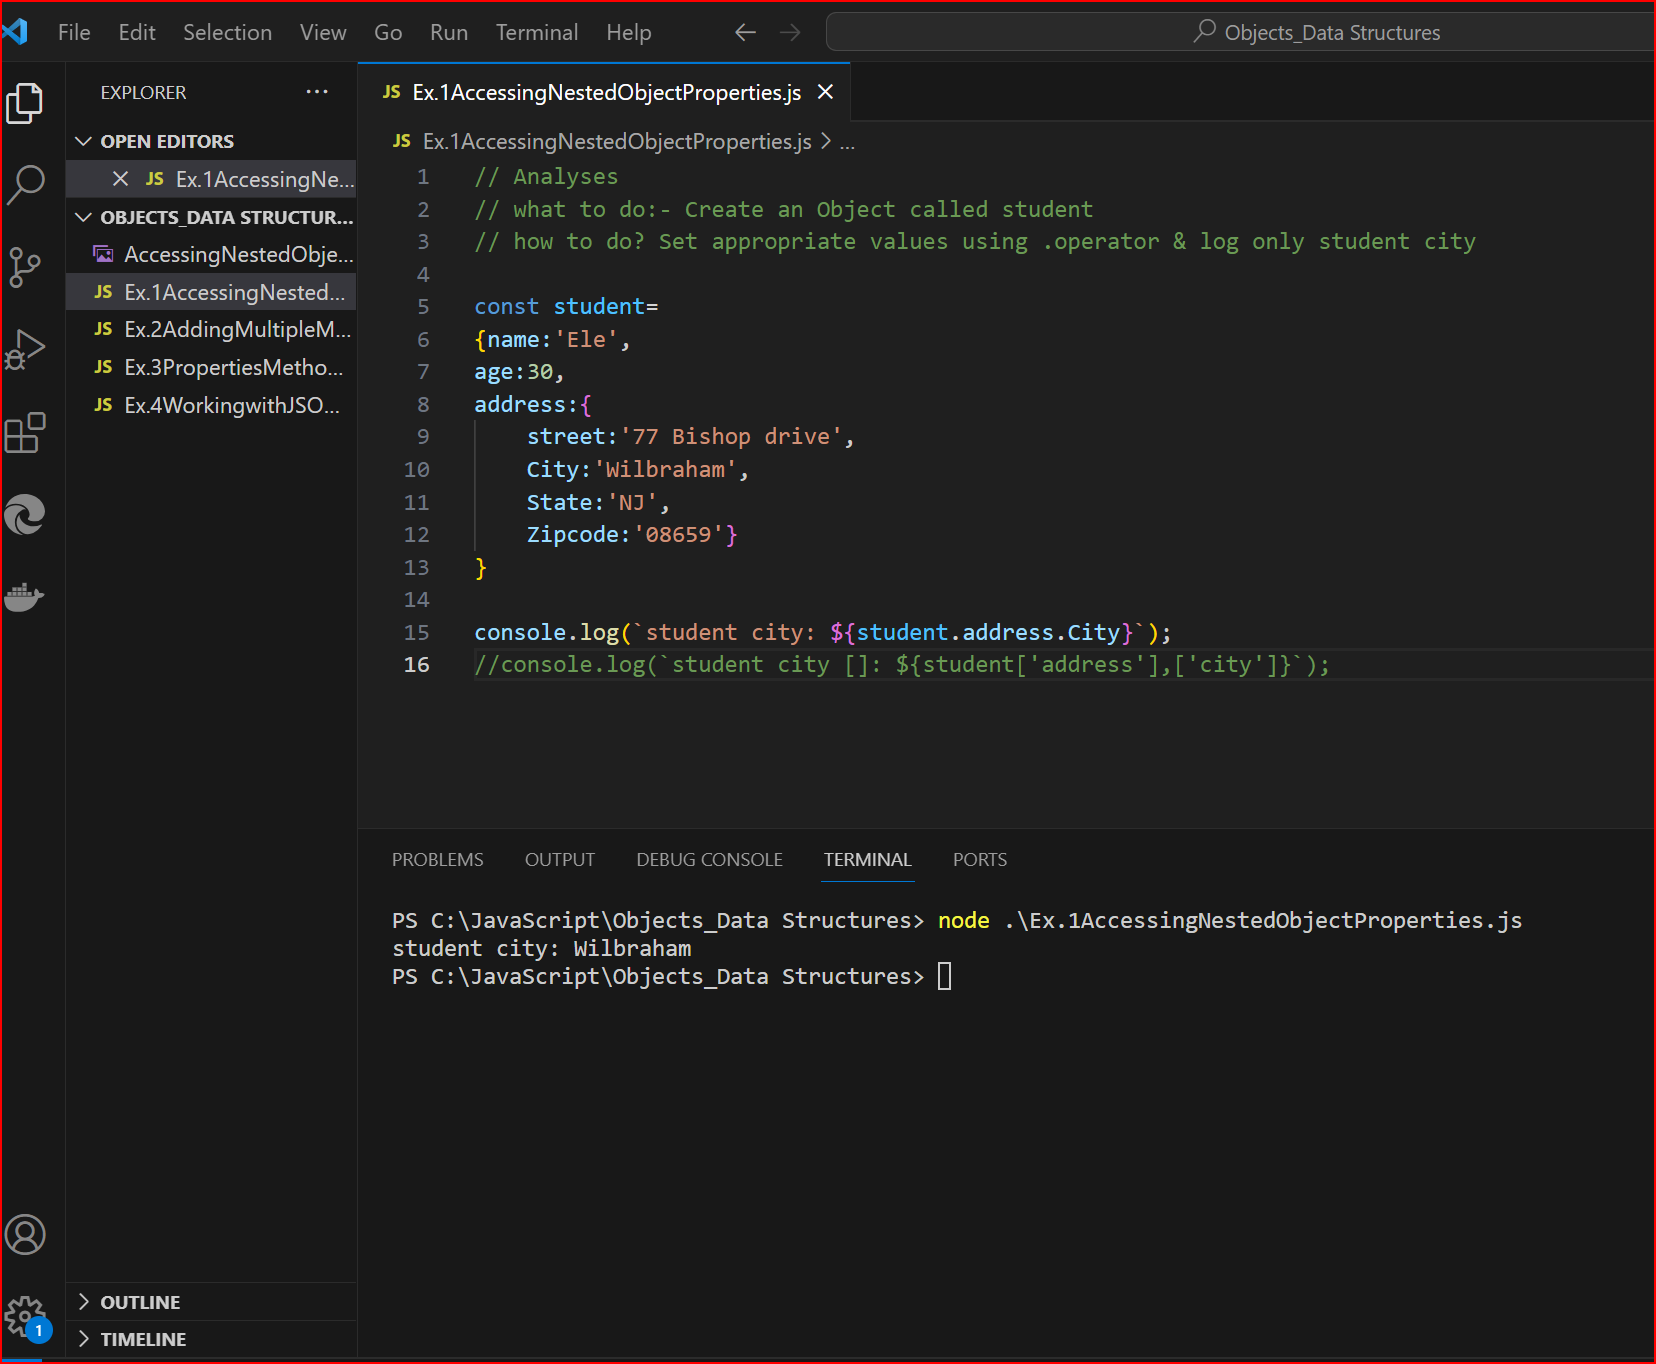 File Edit Selection View Go Run Terminal Help Objects_Data Structures
EXPLORER ...
OPEN EDITORS
JS Ex.1AccessingNe...
OBJECTS_DATA STRUCTUR...
AccessingNestedObje...
JS Ex.1AccessingNested...
JS Ex.2AddingMultipleM...
JS Ex.3PropertiesMetho...
JS Ex.4WorkingwithJSO...
OUTLINE
TIMELINE
1
JS Ex.1AccessingNestedObjectProperties.js
JS Ex.1AccessingNestedObjectProperties.js > ...
1 // Analyses
2 // what to do:- Create an Object called student
3 // how to do? Set appropriate values using .operator & log only student city
4
5 const student=
6 {name:'Ele',
7 age:30,
8 address:{
9     street:'77 Bishop drive',
10     City:'Wilbraham',
11     State:'NJ',
12     Zipcode:'08659'}
13 }
14
15 console.log(`student city: ${student.address.City}`);
16 //console.log(`student city []: ${student['address'],['city']}`);
PROBLEMS OUTPUT DEBUG CONSOLE TERMINAL PORTS
PS C:\JavaScript\Objects_Data Structures> node .\Ex.1AccessingNestedObjectProperties.js
student city: Wilbraham
PS C:\JavaScript\Objects_Data Structures>